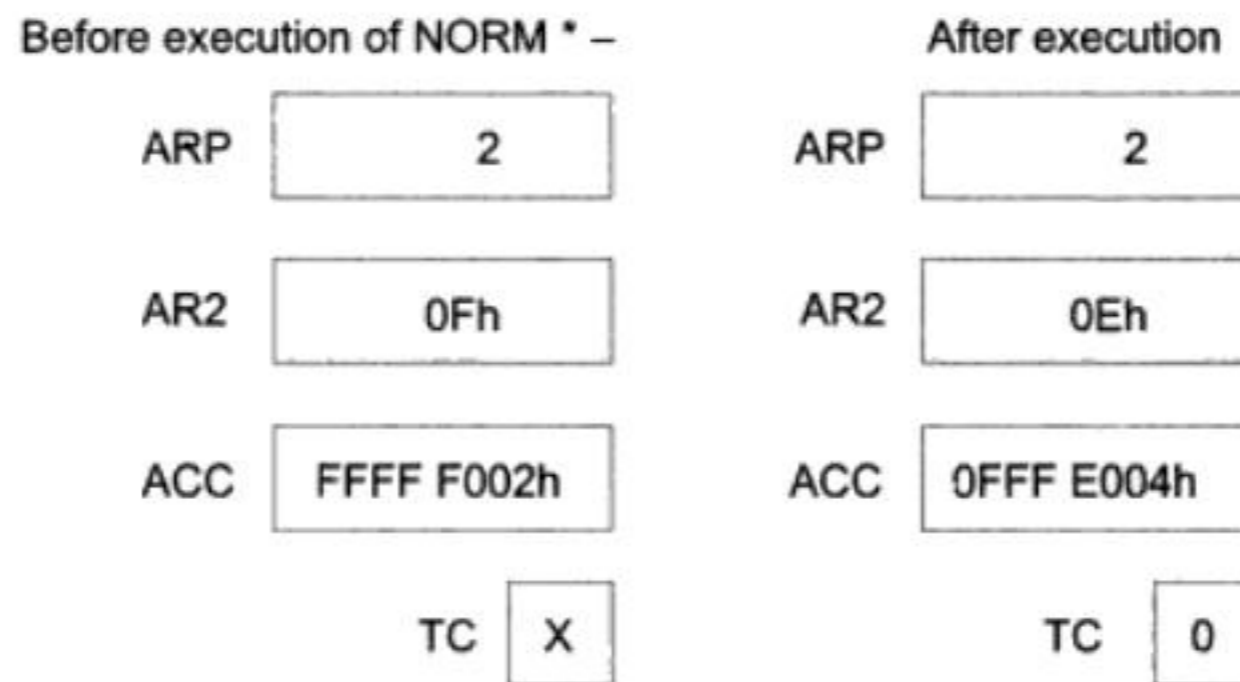 Before execution of NORM * – After execution
ARP 2 ARP 2
AR2 0Fh AR2 0Eh
ACC FFFF F002h ACC 0FFF E004h
TC X TC 0